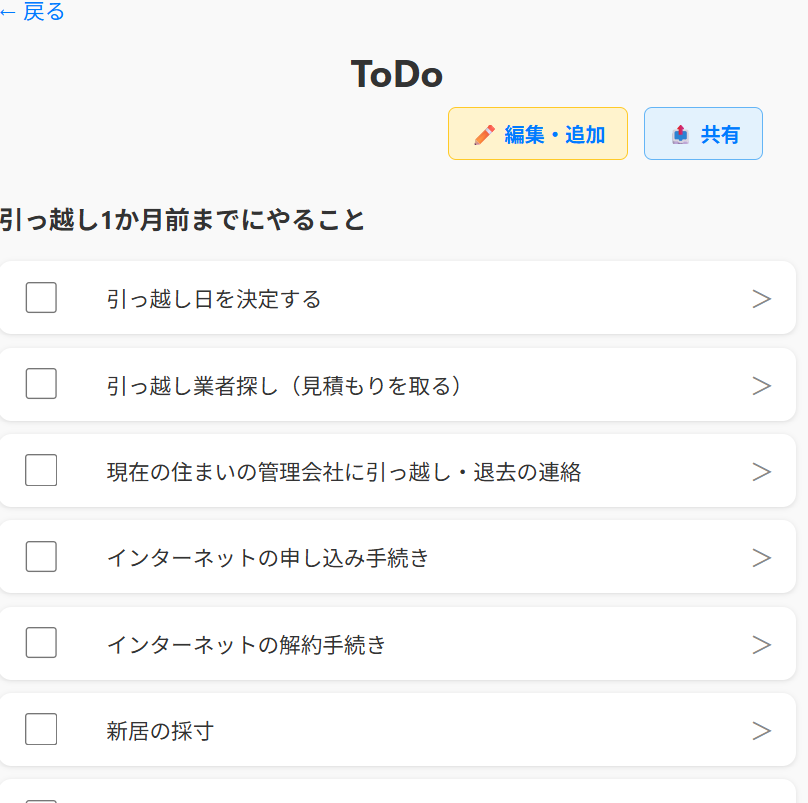 ← 戻る
ToDo
編集・追加
共有
引っ越し1か月前までにやること
引っ越し日を決定する
引っ越し業者探し（見積もりを取る）
現在の住まいの管理会社に引っ越し・退去の連絡
インターネットの申し込み手続き
インターネットの解約手続き
新居の採寸